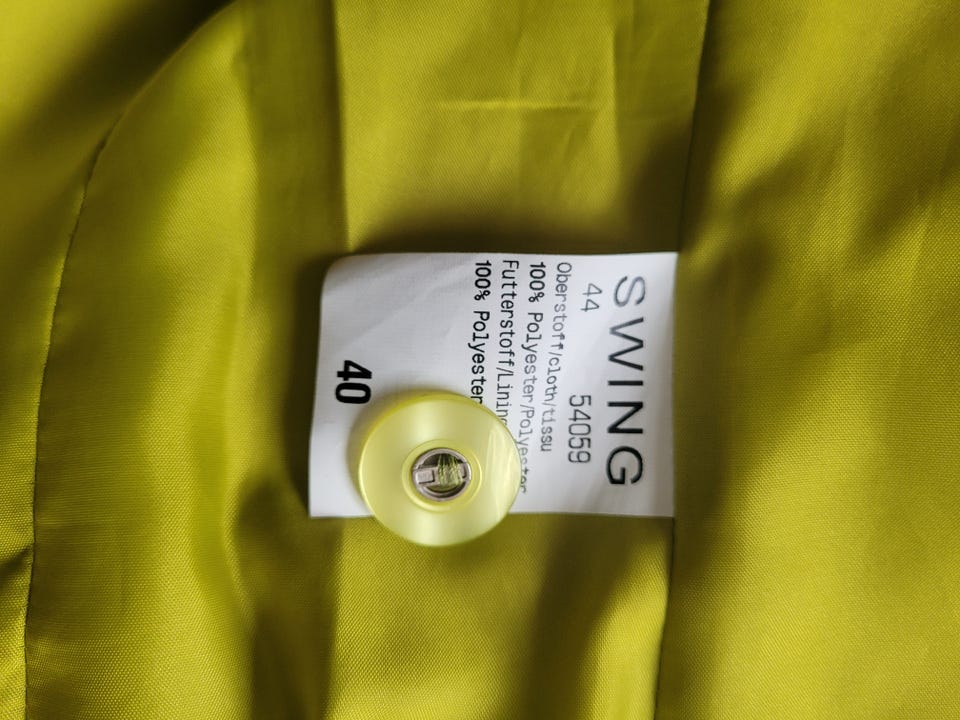 SWING
44 54059
Oberstoff/cloth/tissu
100% Polyester/Polyester
Futterstoff/Lining
100% Polyester
40